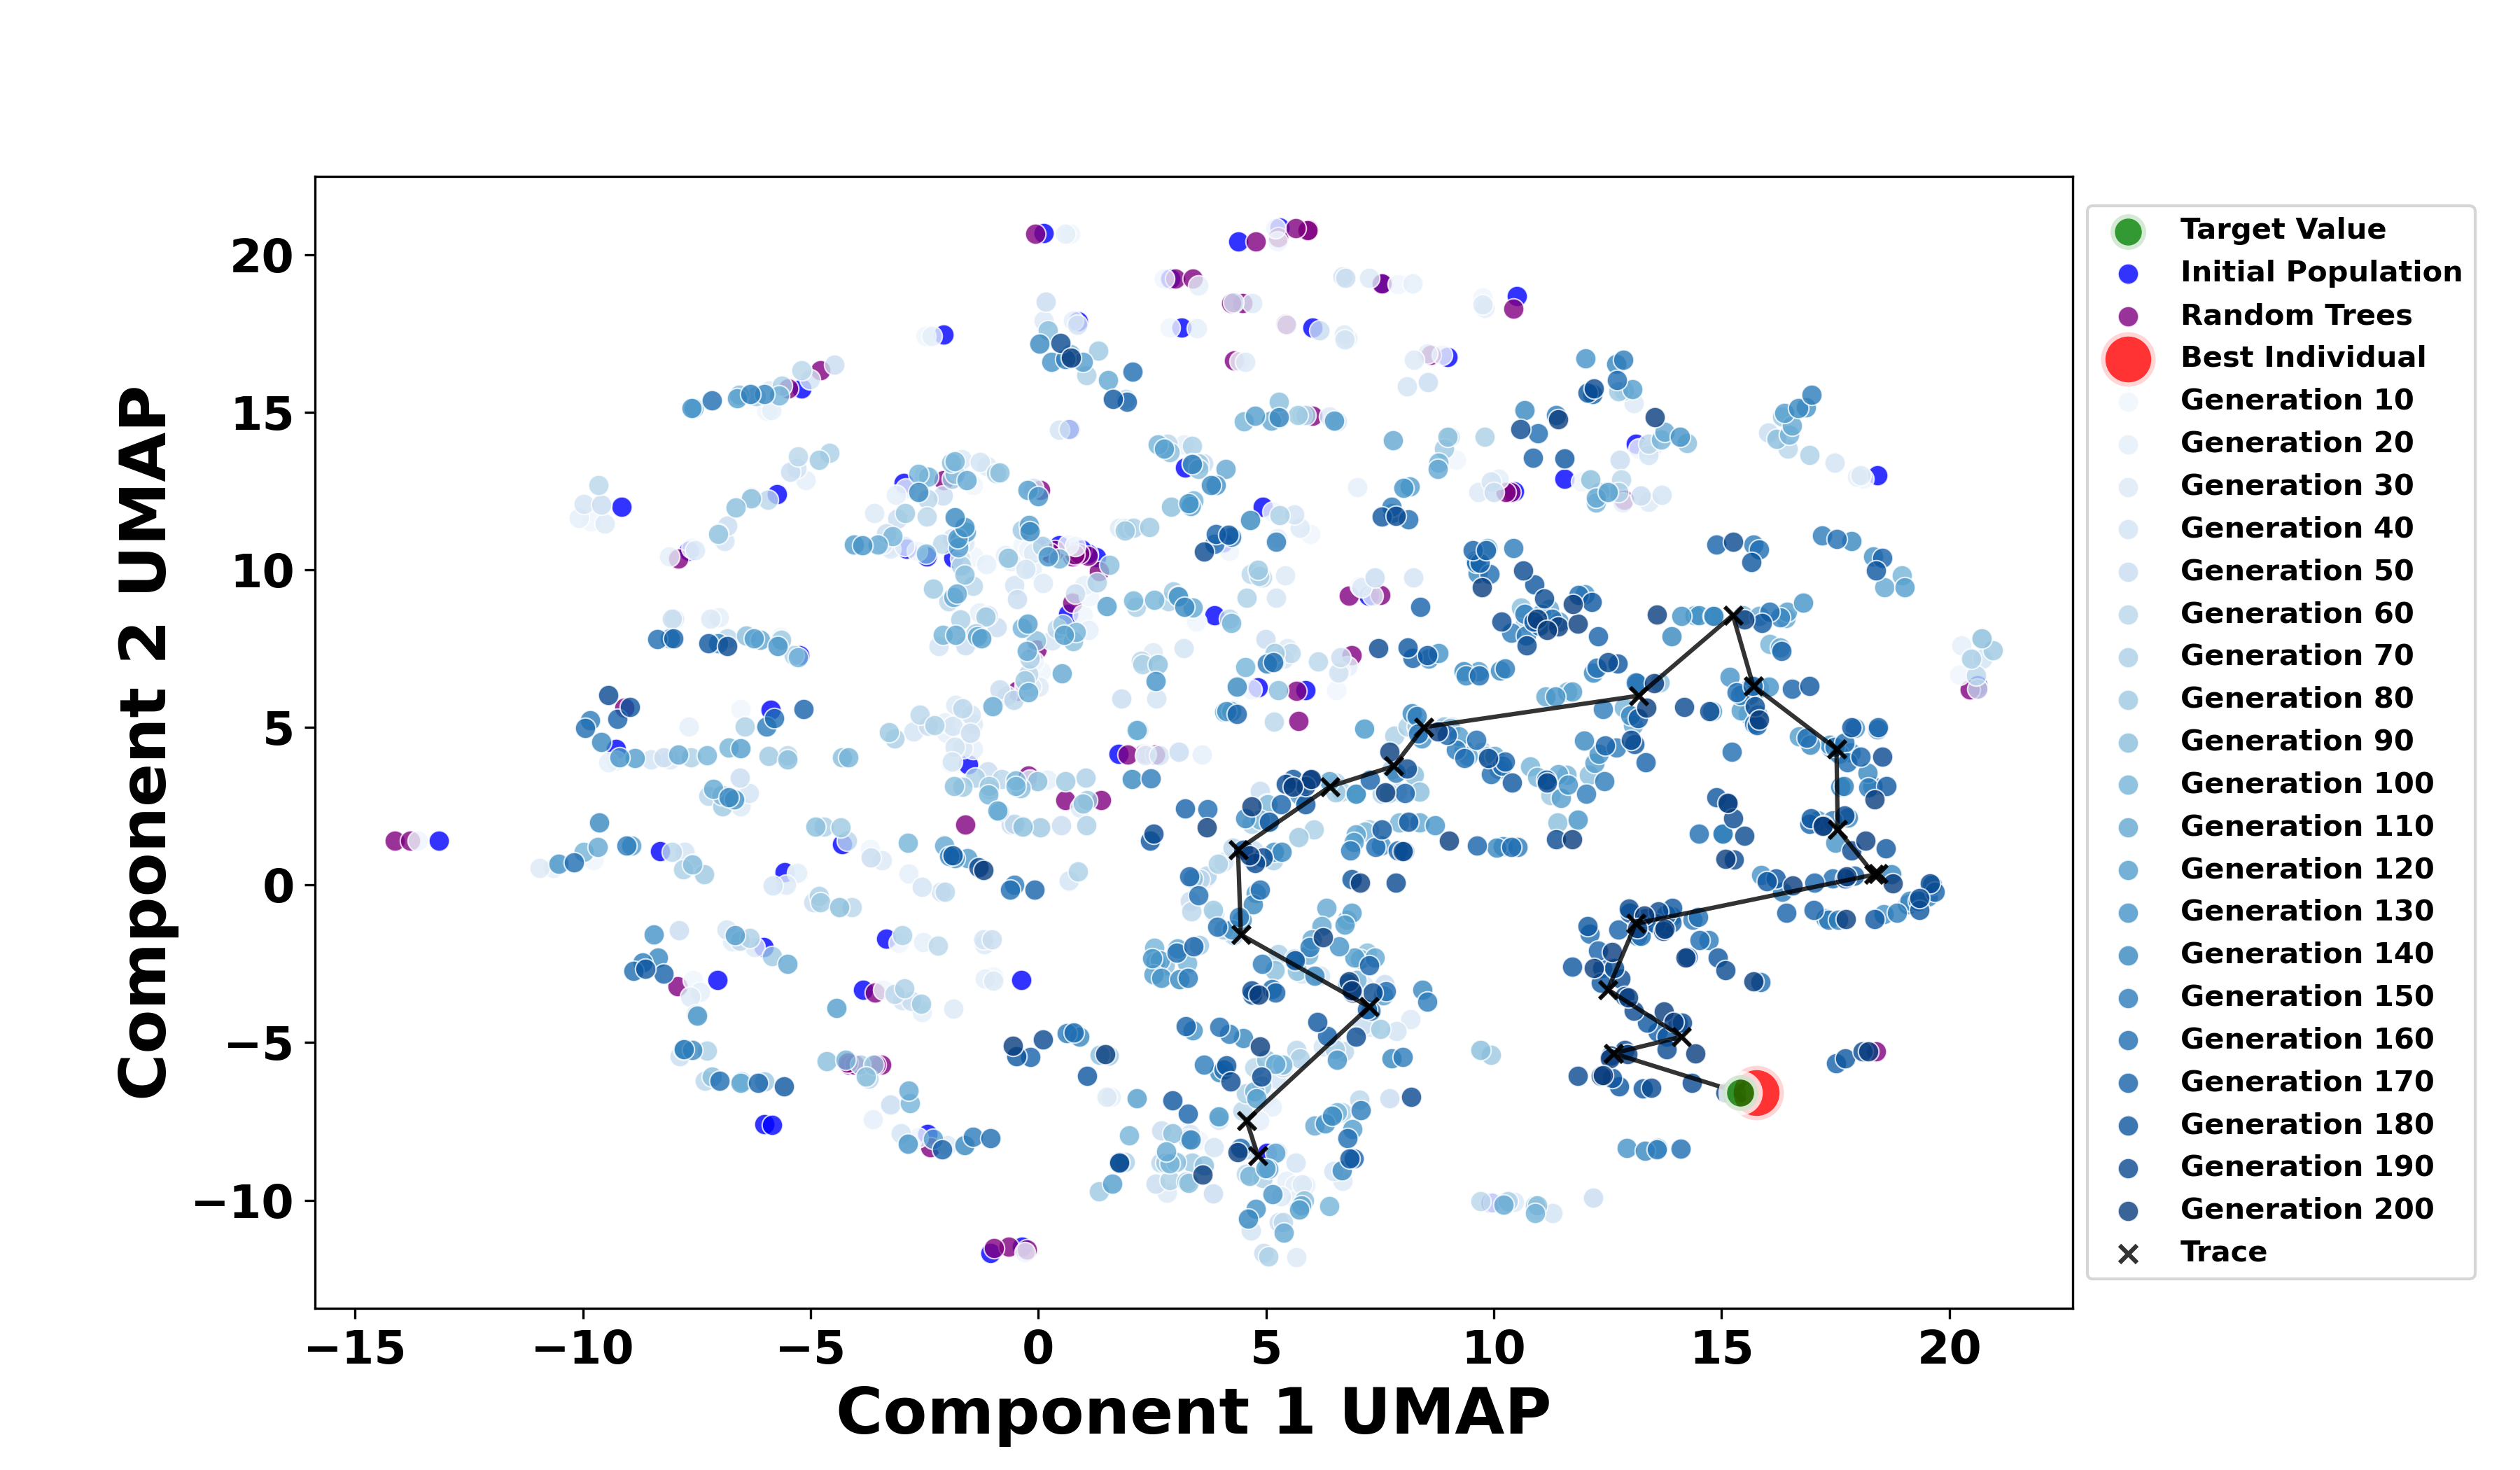 20
15
10
5
0
−5
−10
Component 2 UMAP
−15
−10
−5
0
5
10
15
20
Component 1 UMAP
Target Value
Initial Population
Random Trees
Best Individual
Generation 10
Generation 20
Generation 30
Generation 40
Generation 50
Generation 60
Generation 70
Generation 80
Generation 90
Generation 100
Generation 110
Generation 120
Generation 130
Generation 140
Generation 150
Generation 160
Generation 170
Generation 180
Generation 190
Generation 200
Trace